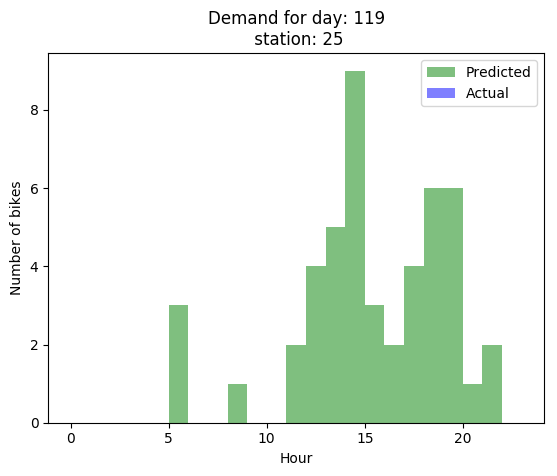 Demand for day: 119
station: 25
Predicted
Actual
Number of bikes
8
6
4
2
0
0 5 10 15 20
Hour